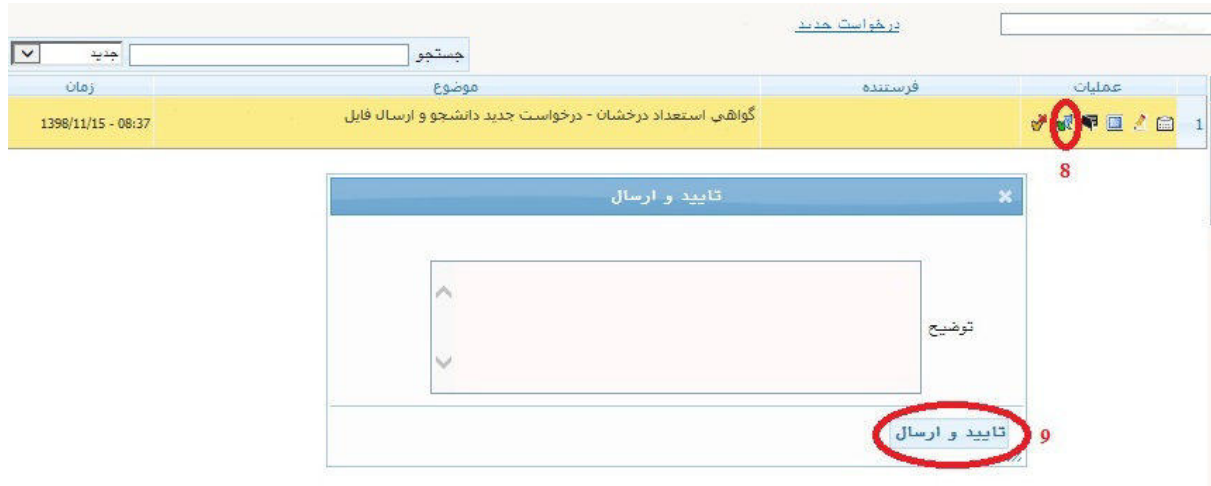 درخواست جدید
جستجو
جدید
عملیات فرستنده موضوع زمان
1 گواهي استعداد درخشان - درخواست جدید دانشجو و ارسال فایل 1398/11/15 - 08:37
8
تایید و ارسال
توضیح
تایید و ارسال
9